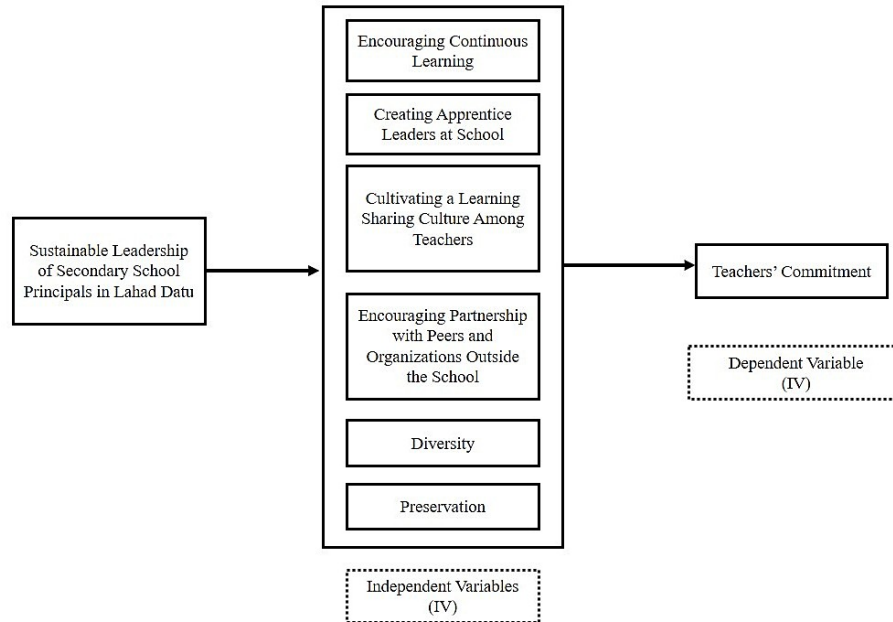 Sustainable Leadership
of Secondary School
Principals in Lahad Datu
Encouraging Continuous
Learning
Creating Apprentice
Leaders at School
Cultivating a Learning
Sharing Culture Among
Teachers
Encouraging Partnership
with Peers and
Organizations Outside
the School
Diversity
Preservation
Independent Variables
(IV)
Teachers’ Commitment
Dependent Variable
(IV)